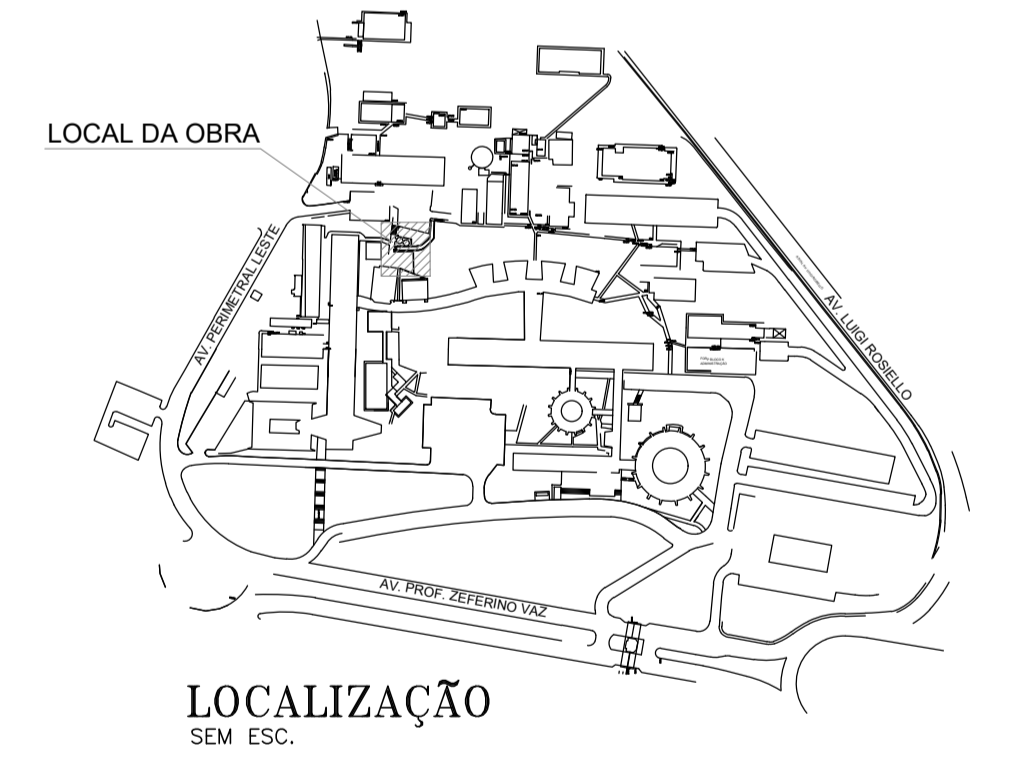 LOCAL DA OBRA
AV. PERIMETRAL LESTE
AV. LUIGI ROSIELLO
AV. PROF. ZEFERINO VAZ
LOCALIZAÇÃO
SEM ESC.